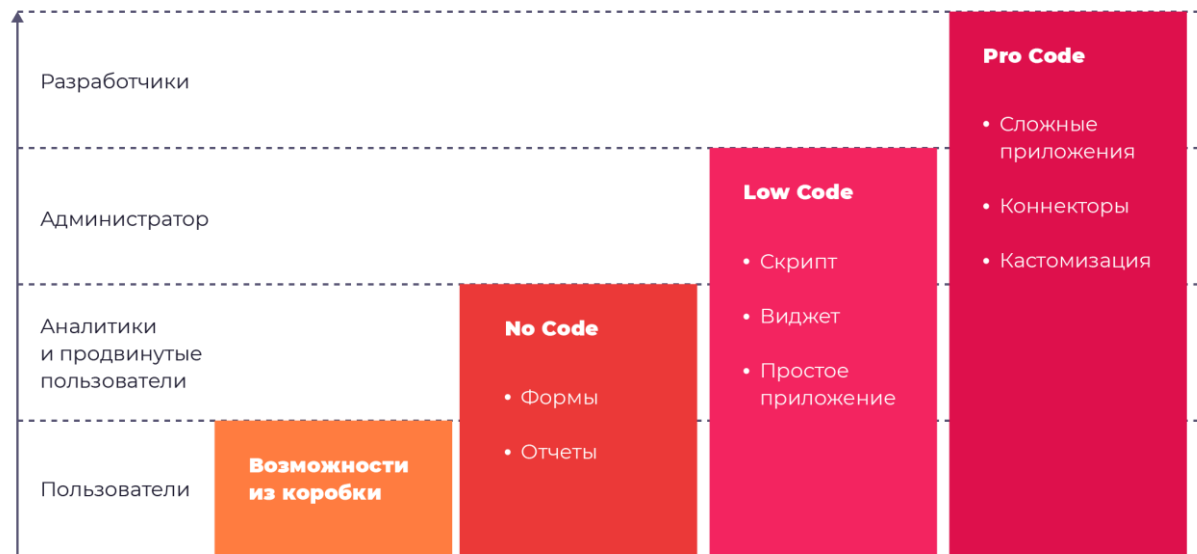 Разработчики
Администратор
Аналитики
и продвинутые
пользователи
Пользователи
Возможности
из коробки
No Code
• Формы
• Отчеты
Low Code
• Скрипт
• Виджет
• Простое
приложение
Pro Code
• Сложные
приложения
• Коннекторы
• Кастомизация